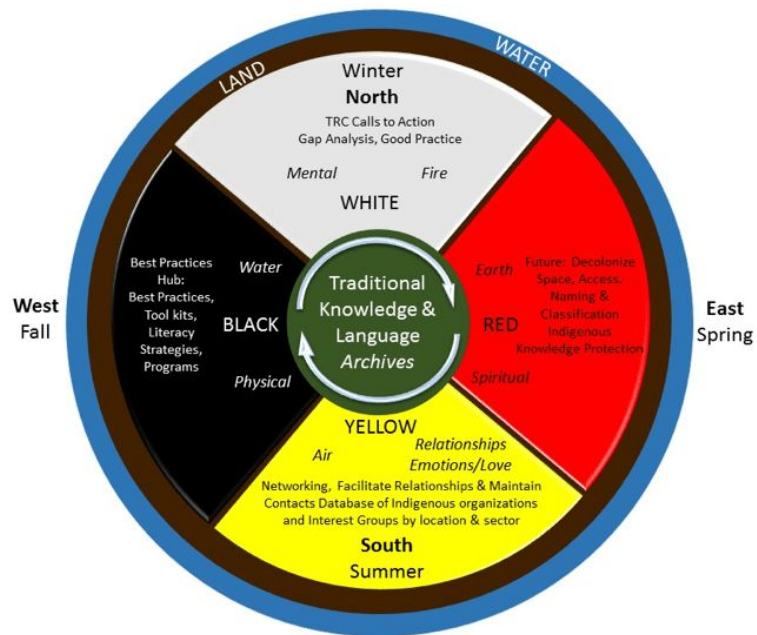 LAND
WATER
Winter
North
TRC Calls to Action
Gap Analysis, Good Practice
Mental
Fire
WHITE
West
Fall
Best Practices
Hub:
Best Practices,
Tool kits,
Literacy
Strategies,
Programs
Water
BLACK
Physical
Traditional
Knowledge &
Language
Archives
Earth
RED
Spiritual
Future: Decolonize
Space, Access.
Naming &
Classification
Indigenous
Knowledge Protection
East
Spring
YELLOW
Air
Relationships
Emotions/Love
Networking, Facilitate Relationships & Maintain
Contacts Database of Indigenous organizations
and Interest Groups by location & sector
South
Summer